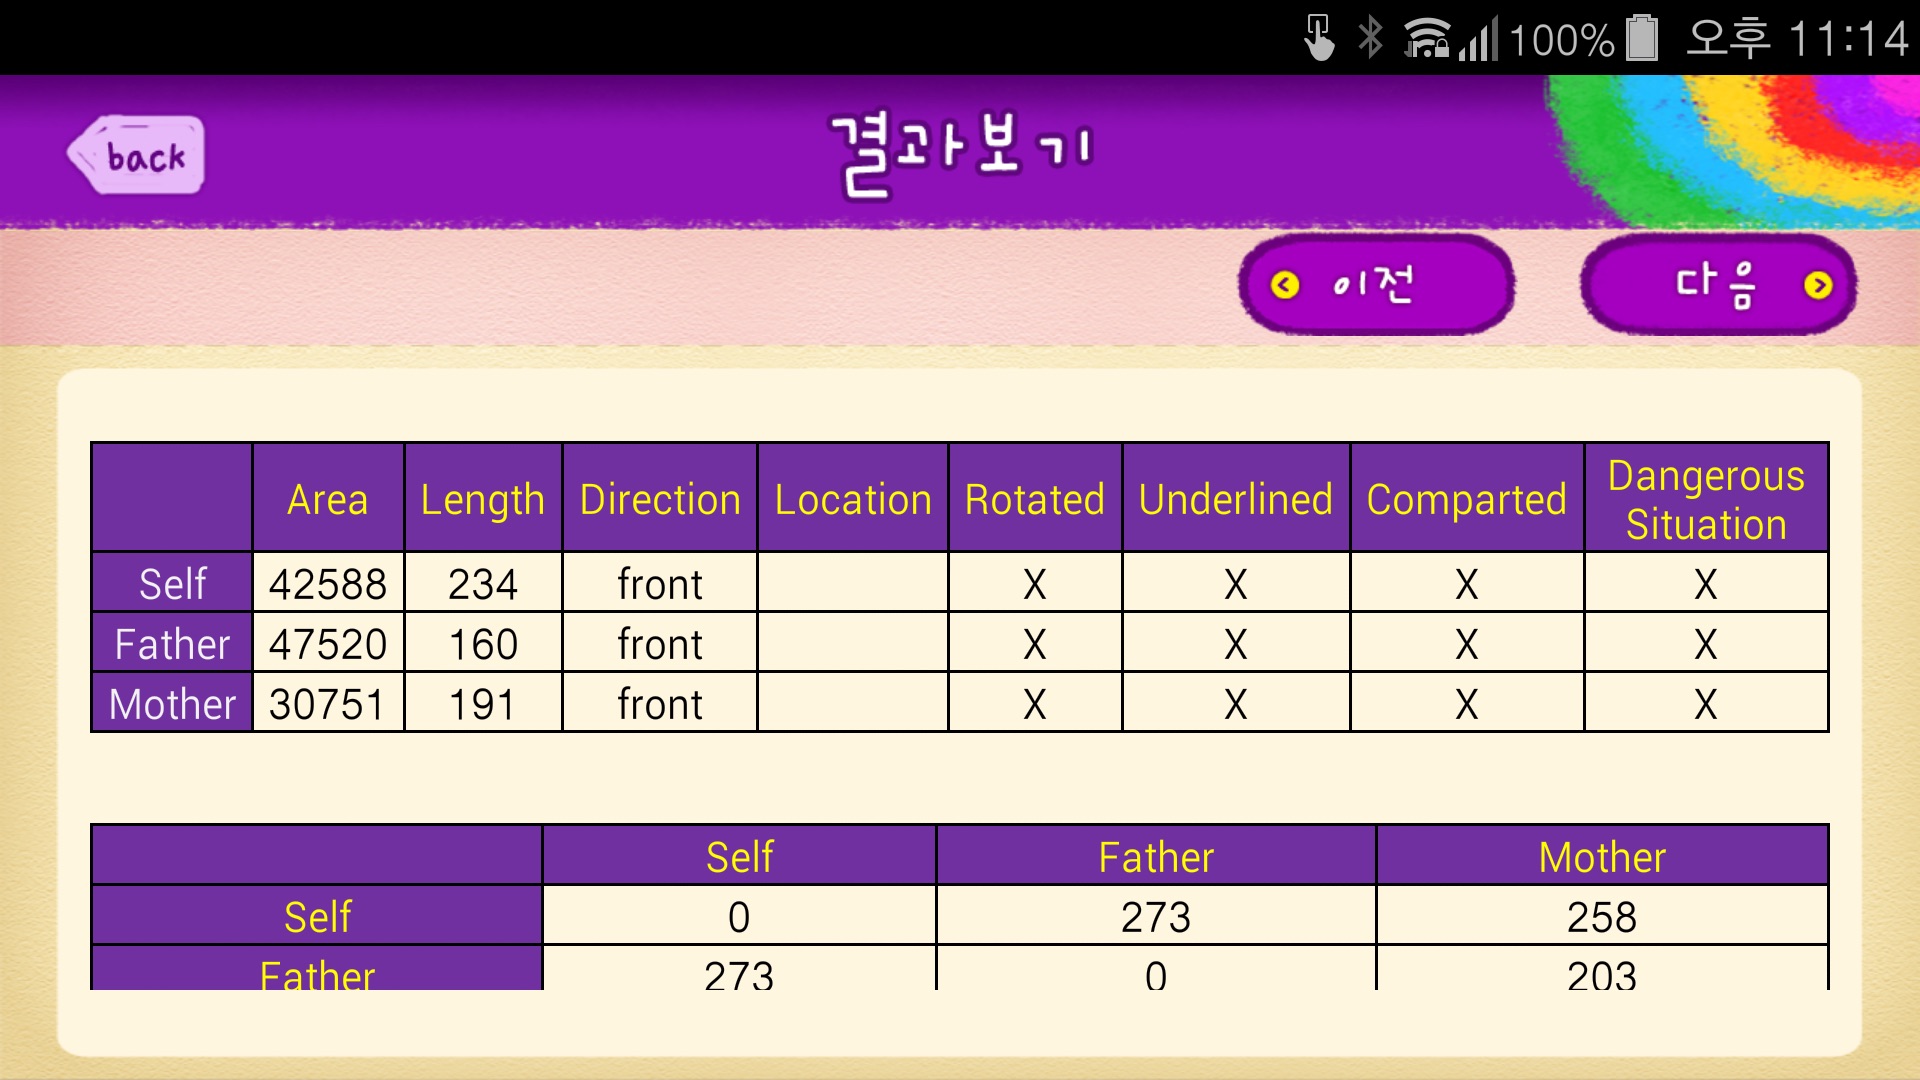 100% 오후 11:14
back 결과보기
이전 다음
Area Length Direction Location Rotated Underlined Comparted Dangerous Situation
Self 42588 234 front X X X X
Father 47520 160 front X X X X
Mother 30751 191 front X X X X
Self Father Mother
Self 0 273 258
Father 273 0 203